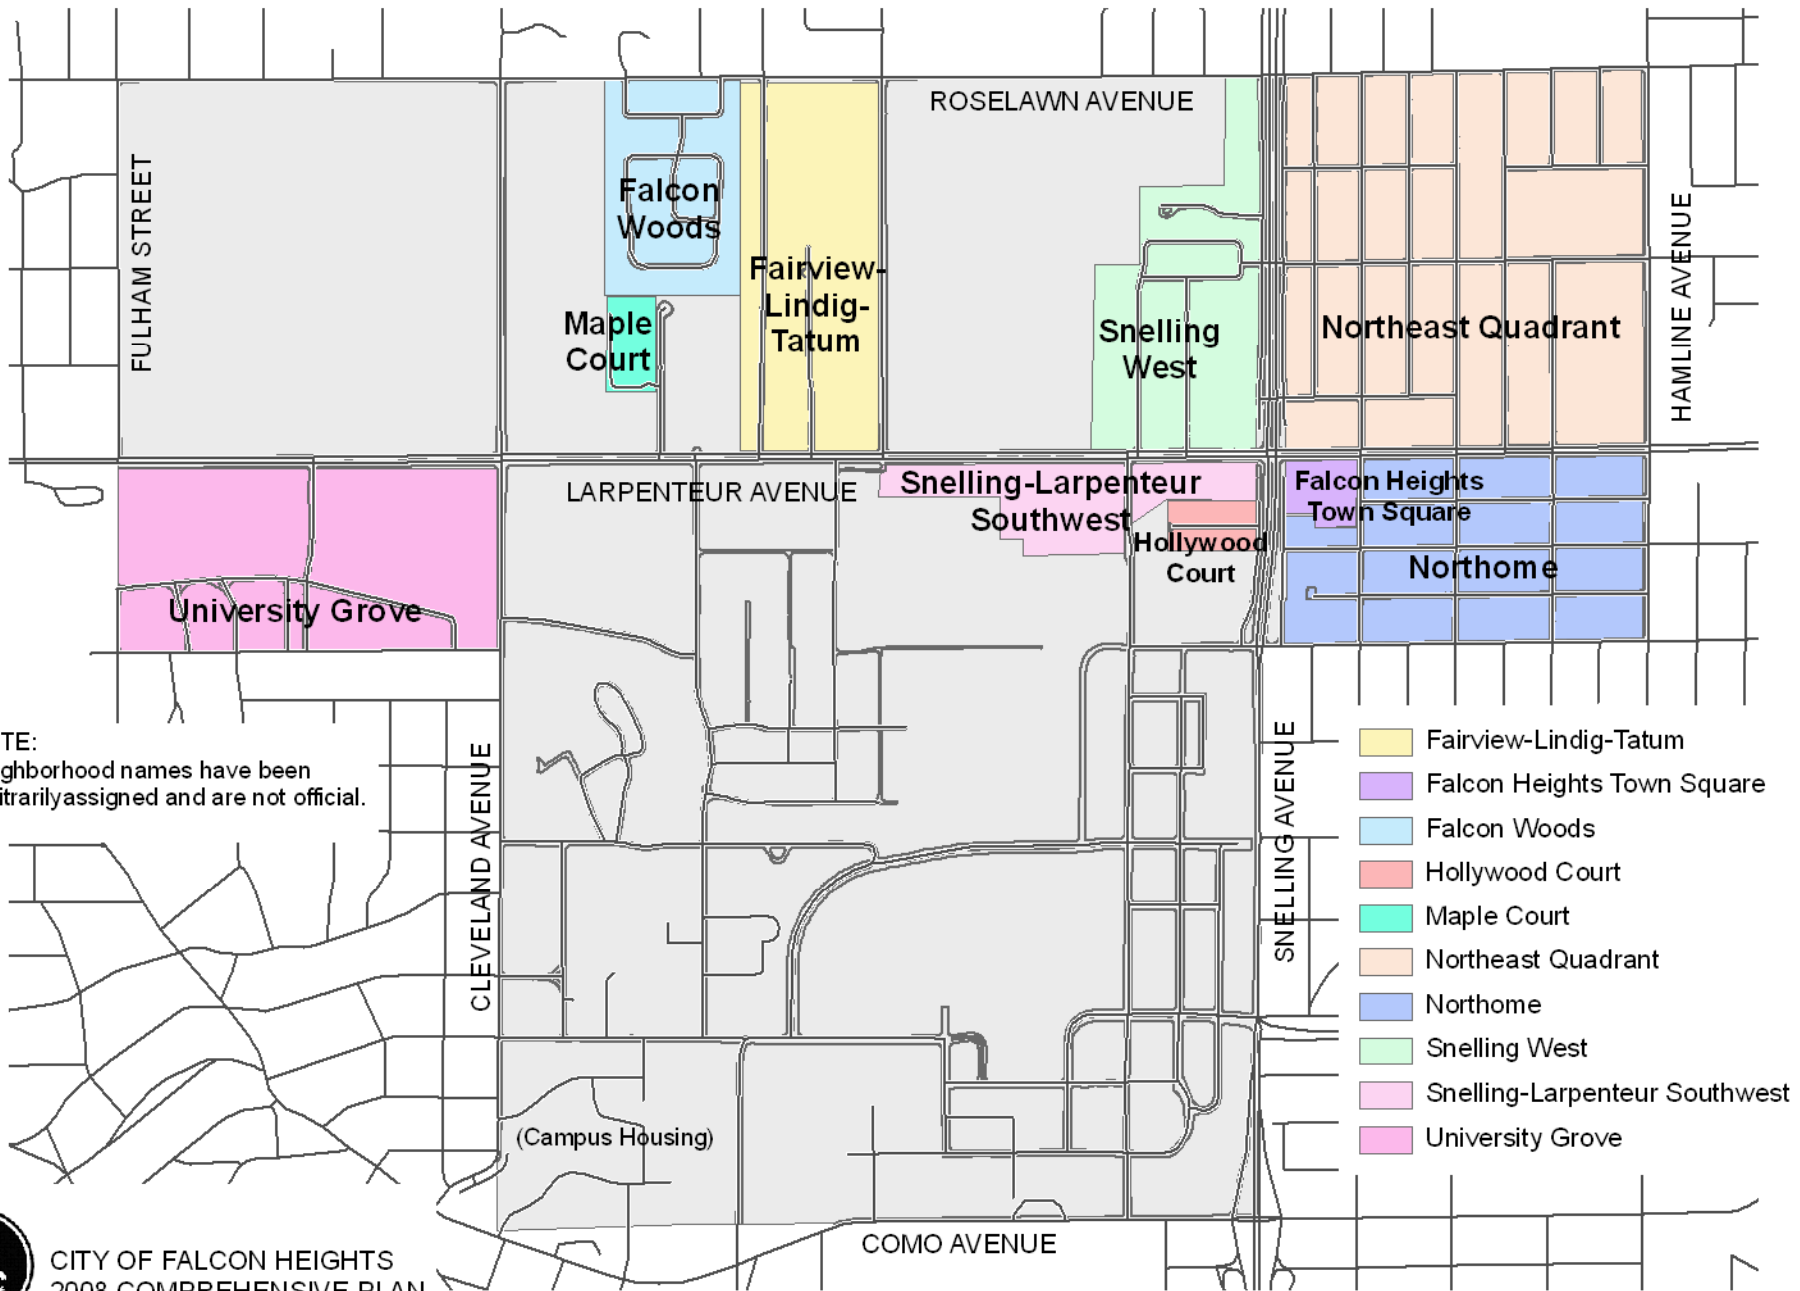 ROSELAWN AVENUE
FULHAM STREET
Falcon
Woods
HAMLINE AVENUE
Fairview-
Lindig-
Tatum
Maple
Court
Snelling
West
Northeast Quadrant
LARPENTEUR AVENUE
Snelling-Larpenteur
Southwest
Falcon Heights
Town Square
Hollywood
Court
Northome
University Grove
TE:
ghborhood names have been
itrarilyassigned and are not official.
CLEVELAND AVENUE
SNELLING AVENUE
Fairview-Lindig-Tatum
Falcon Heights Town Square
Falcon Woods
Hollywood Court
Maple Court
Northeast Quadrant
Northome
Snelling West
Snelling-Larpenteur Southwest
University Grove
(Campus Housing)
COMO AVENUE
CITY OF FALCON HEIGHTS
2008 COMPREHENSIVE PLAN